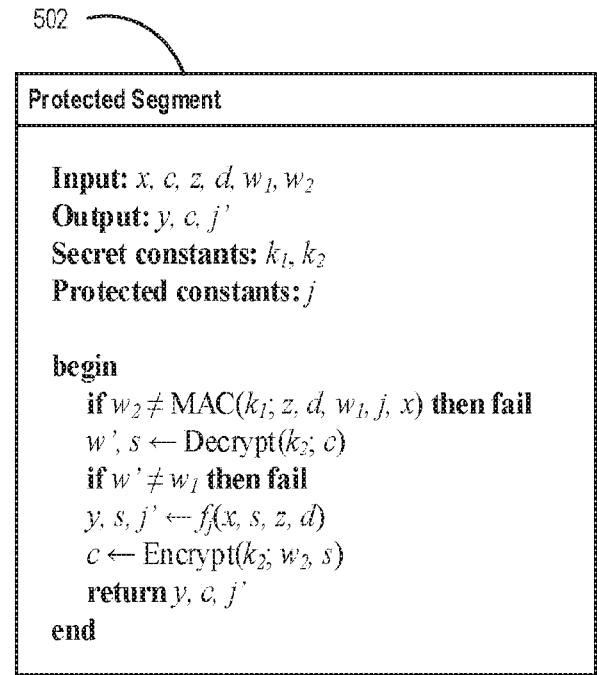 502
Protected Segment
Input: x, c, z, d, w₁, w₂
Output: y, c, j’
Secret constants: k₁, k₂
Protected constants: j
begin
if w₂ ≠ MAC(k₁; z, d, w₁, j, x) then fail
w’, s ← Decrypt(k₂; c)
if w’ ≠ w₁ then fail
y, s, j’ ← fⱼ(x, s, z, d)
c ← Encrypt(k₂; w₂, s)
return y, c, j’
end